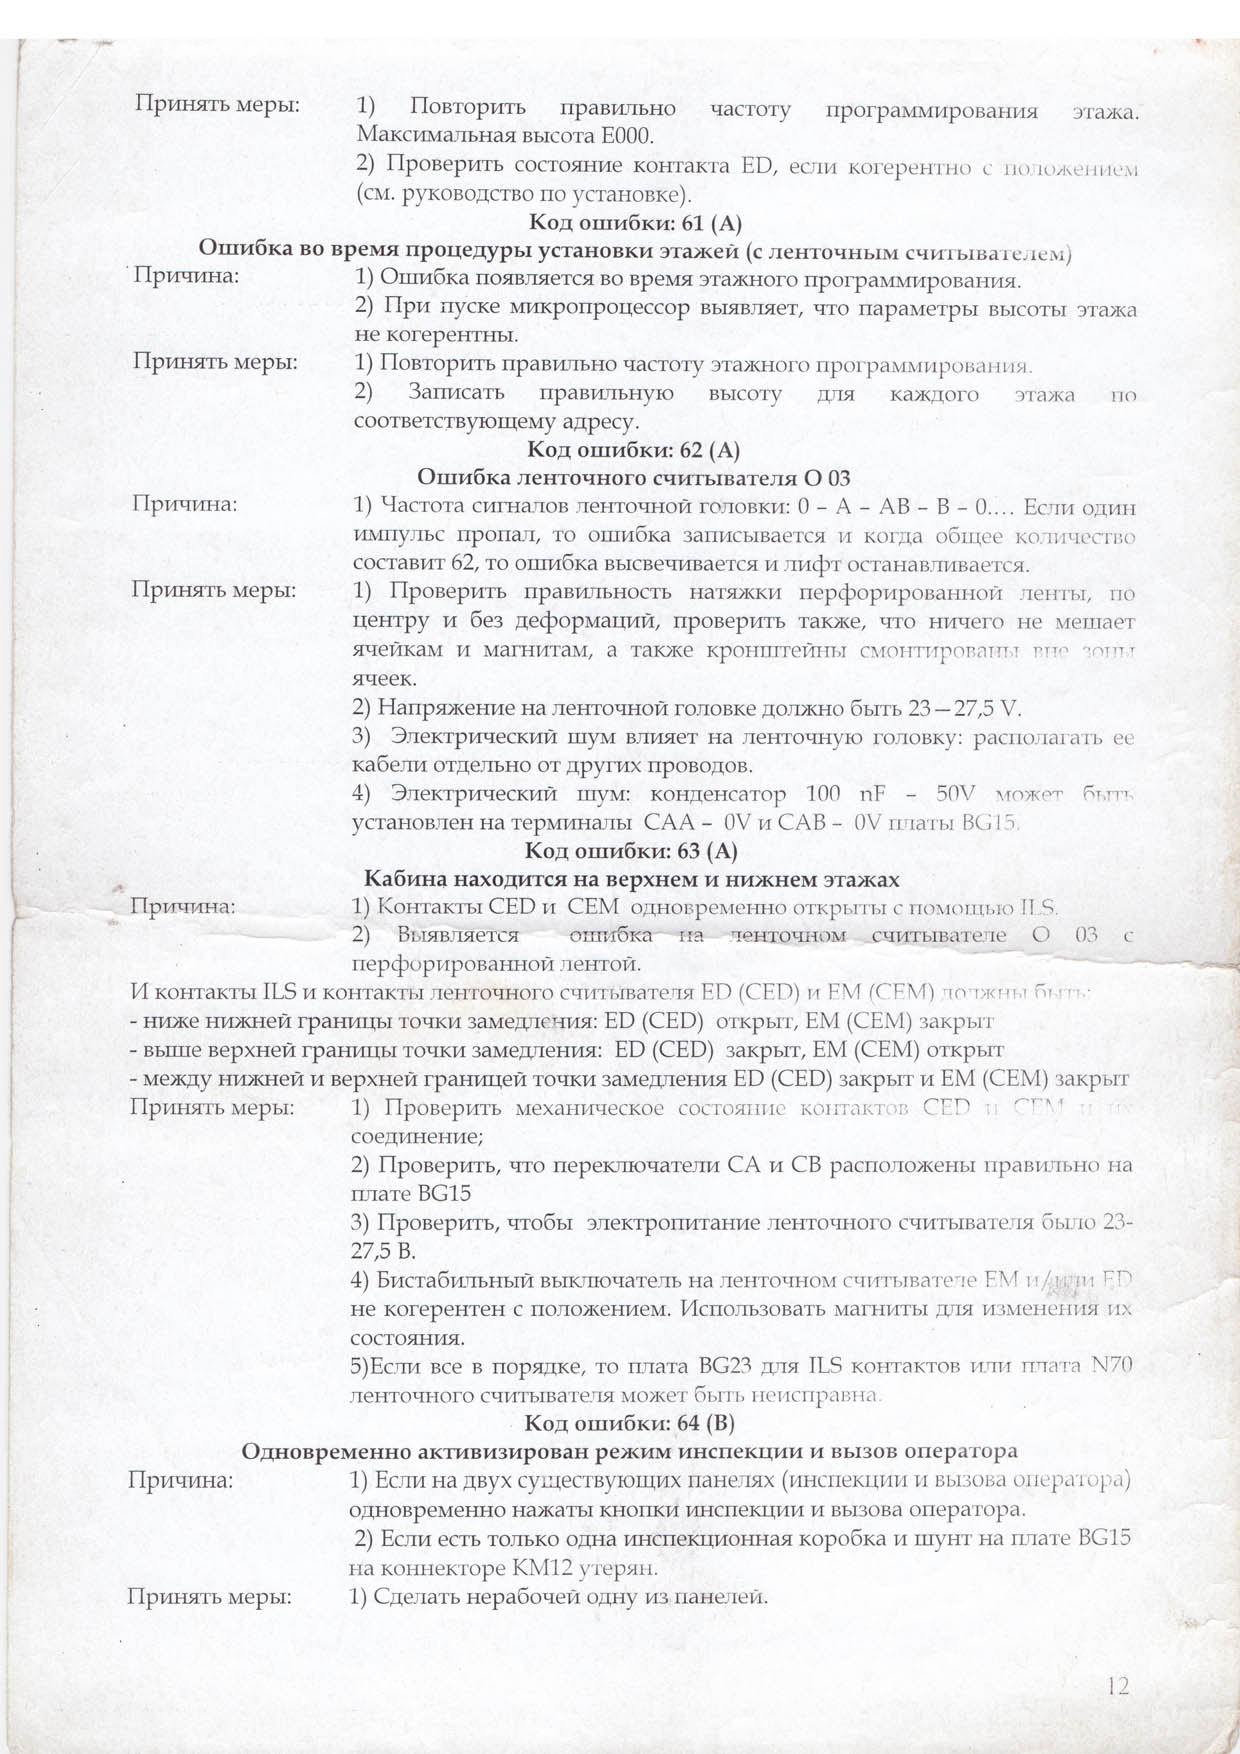 Принять меры: 1) Повторить правильно частоту программирования этажа.
Максимальная высота E000.
2) Проверить состояние контакта ED, если когерентно с положением
(см. руководство по установке).
Код ошибки: 61 (A)
Ошибка во время процедуры установки этажей (с ленточным считывателем)
Причина: 1) Ошибка появляется во время этажного программирования.
2) При пуске микропроцессор выявляет, что параметры высоты этажа
не когерентны.
Принять меры: 1) Повторить правильно частоту этажного программирования.
2) Записать правильную высоту для каждого этажа по
соответствующему адресу.
Код ошибки: 62 (A)
Ошибка ленточного считывателя О 03
Причина: 1) Частота сигналов ленточной головки: 0 – A – AB – B – 0.… Если один
импульс пропал, то ошибка записывается и когда общее количество
составит 62, то ошибка высвечивается и лифт останавливается.
Принять меры: 1) Проверить правильность натяжки перфорированной ленты, по
центру и без деформаций, проверить также, что ничего не мешает
ячейкам и магнитам, а также кронштейны смонтированы вне зоны
ячеек.
2) Напряжение на ленточной головке должно быть 23—27,5 V.
3) Электрический шум влияет на ленточную головку: располагать ее
кабели отдельно от других проводов.
4) Электрический шум: конденсатор 100 nF – 50V может быть
установлен на терминалы CAA – 0V и CAB – 0V платы BG15.
Код ошибки: 63 (A)
Кабина находится на верхнем и нижнем этажах
Причина: 1) Контакты CED и CEM одновременно открыты с помощью ILS.
2) Выявляется ошибка на ленточном считывателе О 03 с
перфорированной лентой.
И контакты ILS и контакты ленточного считывателя ED (CED) и EM (CEM) должны быть:
- ниже нижней границы точки замедления: ED (CED) открыт, EM (CEM) закрыт
- выше верхней границы точки замедления: ED (CED) закрыт, EM (CEM) открыт
- между нижней и верхней границей точки замедления ED (CED) закрыт и EM (CEM) закрыт
Принять меры: 1) Проверить механическое состояние контактов CED и CEM и их
соединение;
2) Проверить, что переключатели CA и CB расположены правильно на
плате BG15
3) Проверить, чтобы электропитание ленточного считывателя было 23-
27,5 В.
4) Бистабильный выключатель на ленточном считывателе EM и/или ED
не когерентен с положением. Использовать магниты для изменения их
состояния.
5)Если все в порядке, то плата BG23 для ILS контактов или плата N70
ленточного считывателя может быть неисправна.
Код ошибки: 64 (B)
Одновременно активизирован режим инспекции и вызов оператора
Причина: 1) Если на двух существующих панелях (инспекции и вызова оператора)
одновременно нажаты кнопки инспекции и вызова оператора.
2) Если есть только одна инспекционная коробка и шунт на плате BG15
на коннекторе KM12 утерян.
Принять меры: 1) Сделать нерабочей одну из панелей.
12